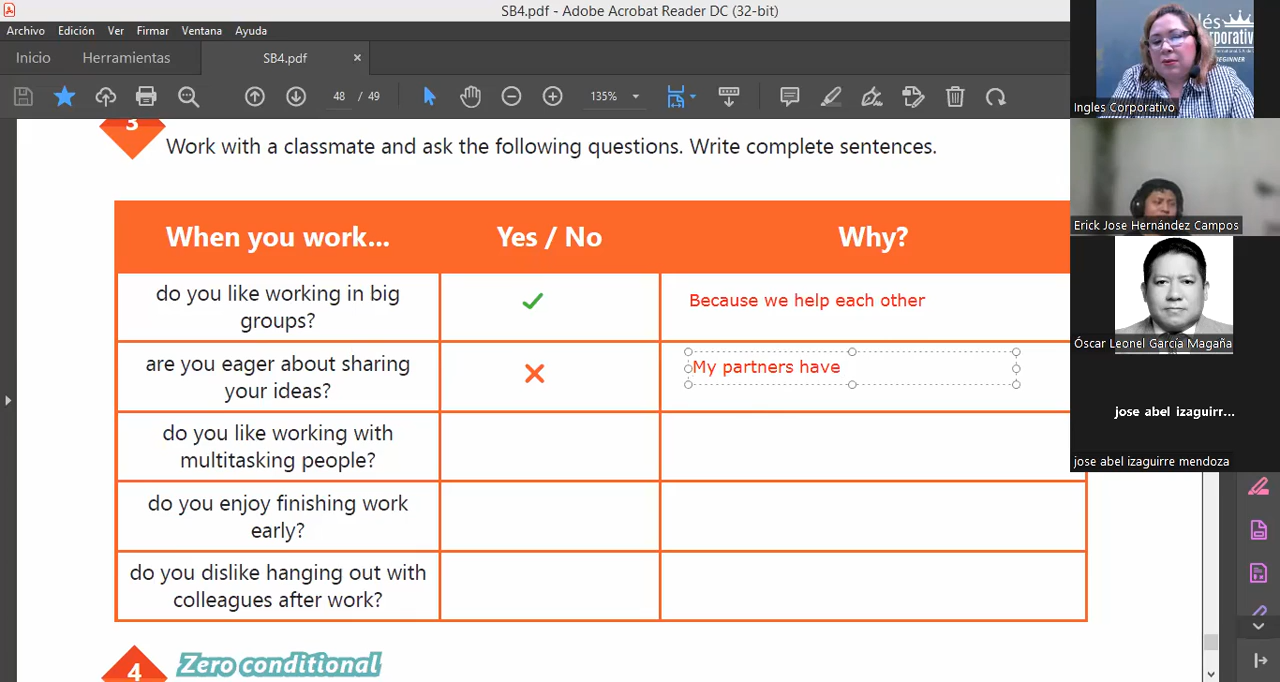 SB4.pdf - Adobe Acrobat Reader DC (32-bit)
Archivo Edición Ver Firmar Ventana Ayuda
Inicio Herramientas SB4.pdf ×
48 / 49 135%
3
Work with a classmate and ask the following questions. Write complete sentences.
When you work... Yes / No Why?
do you like working in big
groups?
Because we help each other
are you eager about sharing
your ideas?
My partners have
do you like working with
multitasking people?
do you enjoy finishing work
early?
do you dislike hanging out with
colleagues after work?
4 Zero conditional
Ingles Corporativo
Erick Jose Hernández Campos
Óscar Leonel García Magaña
jose abel izaguirr...
jose abel izaguirre mendoza